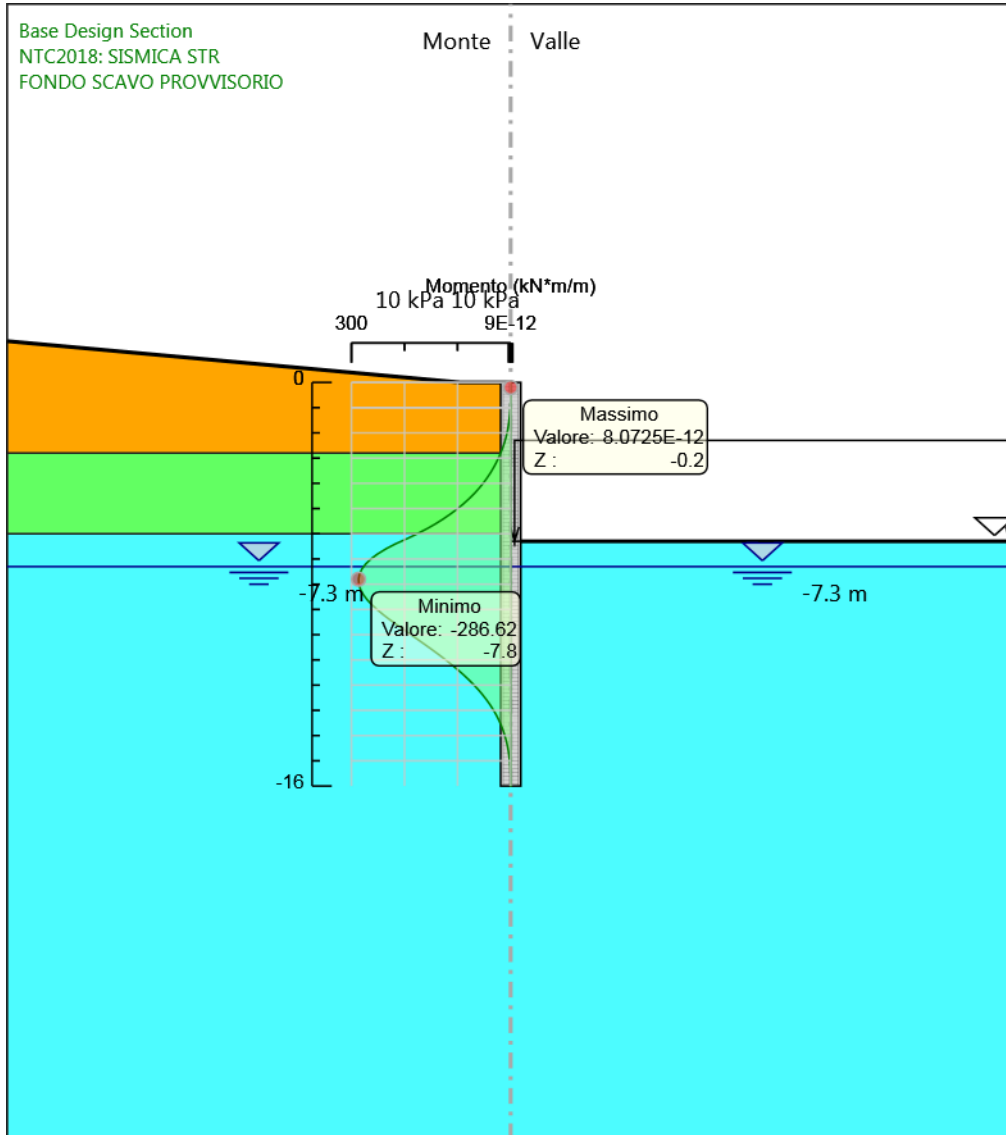 Base Design Section
NTC2018: SISMICA STR
FONDO SCAVO PROVVISORIO
Monte
Valle
Momento (kN*m/m)
10 kPa 10 kPa
300
9E-12
0
Massimo
Valore: 8.0725E-12
Z : -0.2
-7.3 m
-7.3 m
Minimo
Valore: -286.62
Z : -7.8
-16